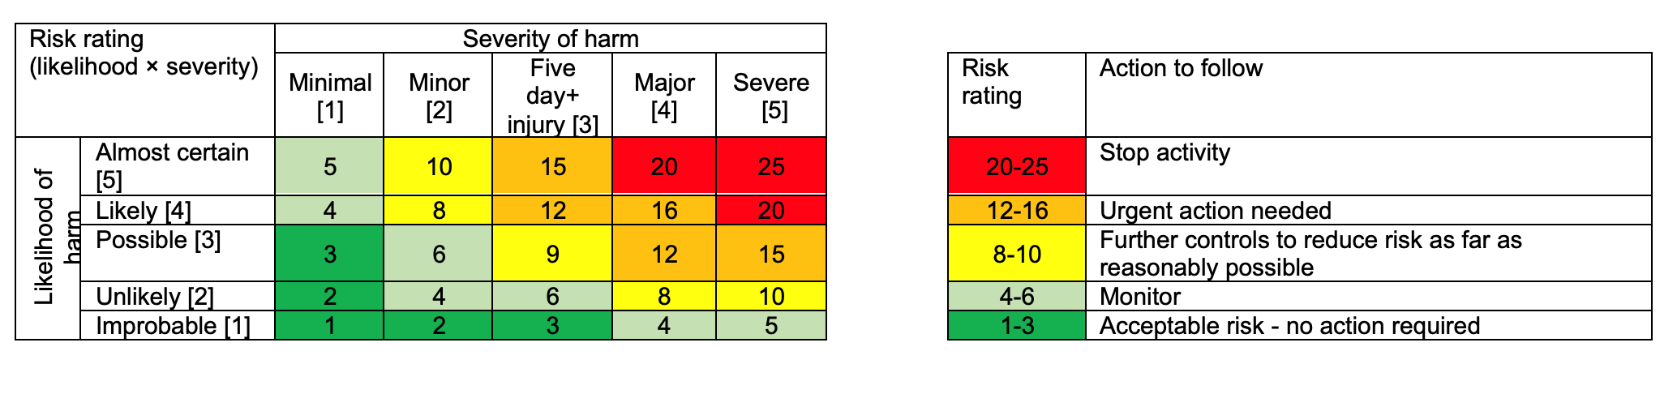 Risk rating
(likelihood × severity)
Severity of harm
Minimal
[1]
Minor
[2]
Five
day+
injury [3]
Major
[4]
Severe
[5]
Likelihood of
harm
Almost certain
[5]
5 10 15 20 25
Likely [4] 4 8 12 16 20
Possible [3] 3 6 9 12 15
Unlikely [2] 2 4 6 8 10
Improbable [1] 1 2 3 4 5
Risk
rating
Action to follow
20-25 Stop activity
12-16 Urgent action needed
8-10 Further controls to reduce risk as far as
reasonably possible
4-6 Monitor
1-3 Acceptable risk - no action required